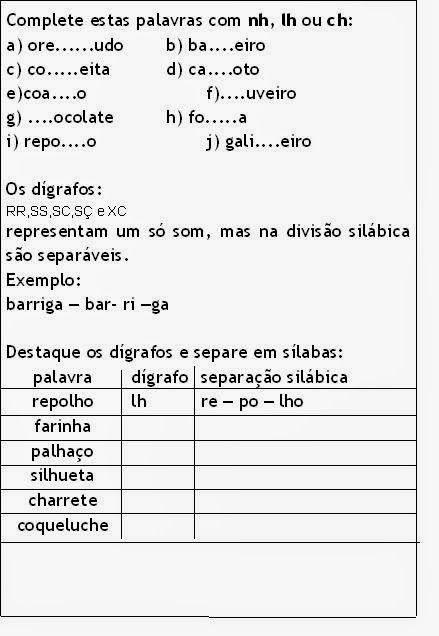 Complete estas palavras com nh, lh ou ch:
a) ore......udo b) ba....eiro
c) co.....eita d) ca....oto
e)coa....o f)....uveiro
g) ....ocolate h) fo.....a
i) repo....o j) gali....eiro
Os dígrafos:
RR,SS,SC,SÇ e XC
representam um só som, mas na divisão silábica
são separáveis.
Exemplo:
barriga – bar- ri –ga
Destaque os dígrafos e separe em sílabas:
palavra dígrafo separação silábica
repolho lh re – po – lho
farinha
palhaço
silhueta
charrete
coqueluche